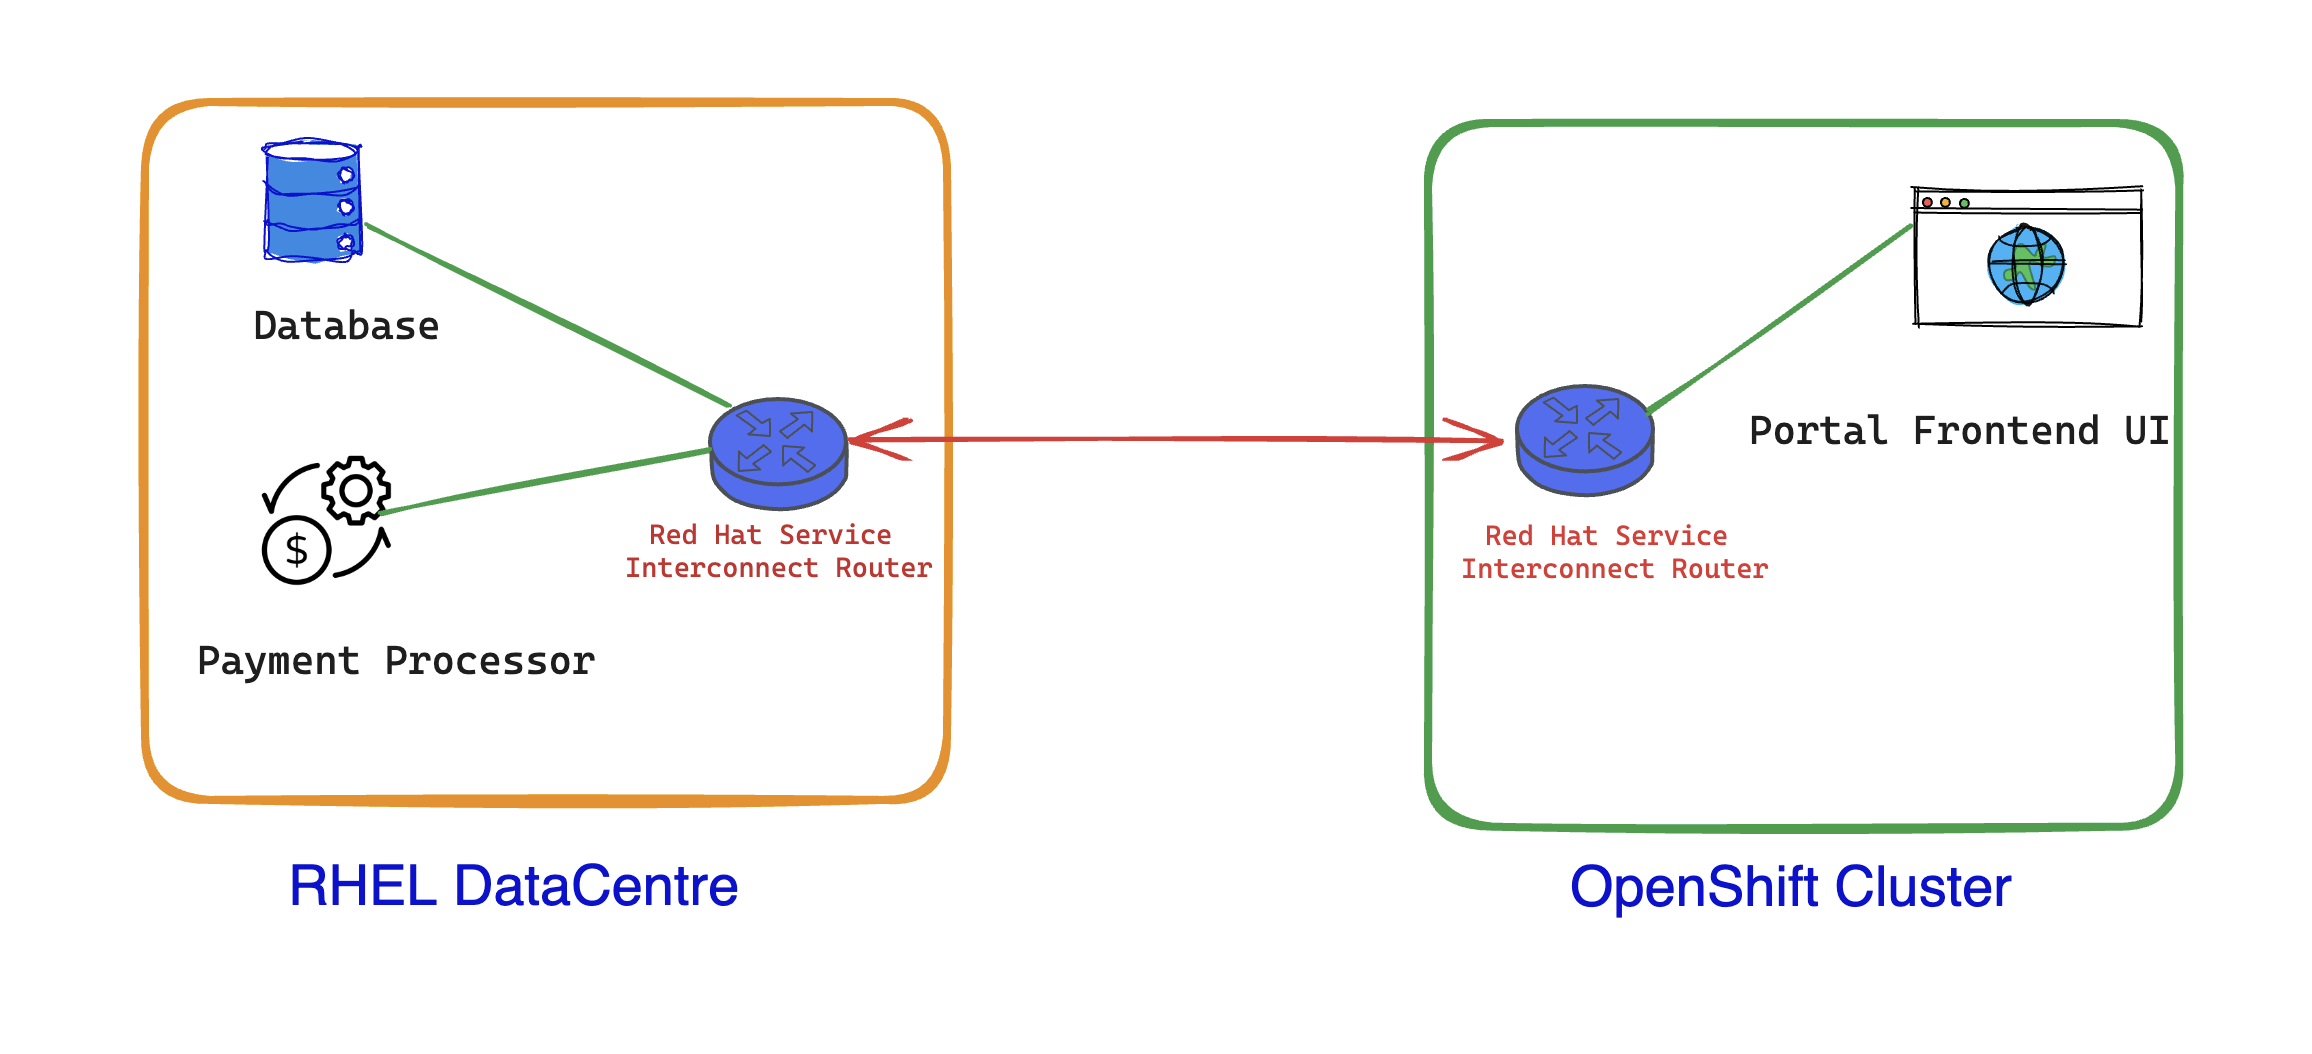 Database
$
Payment Processor
Red Hat Service
Interconnect Router
RHEL DataCentre
Portal Frontend UI
Red Hat Service
Interconnect Router
OpenShift Cluster